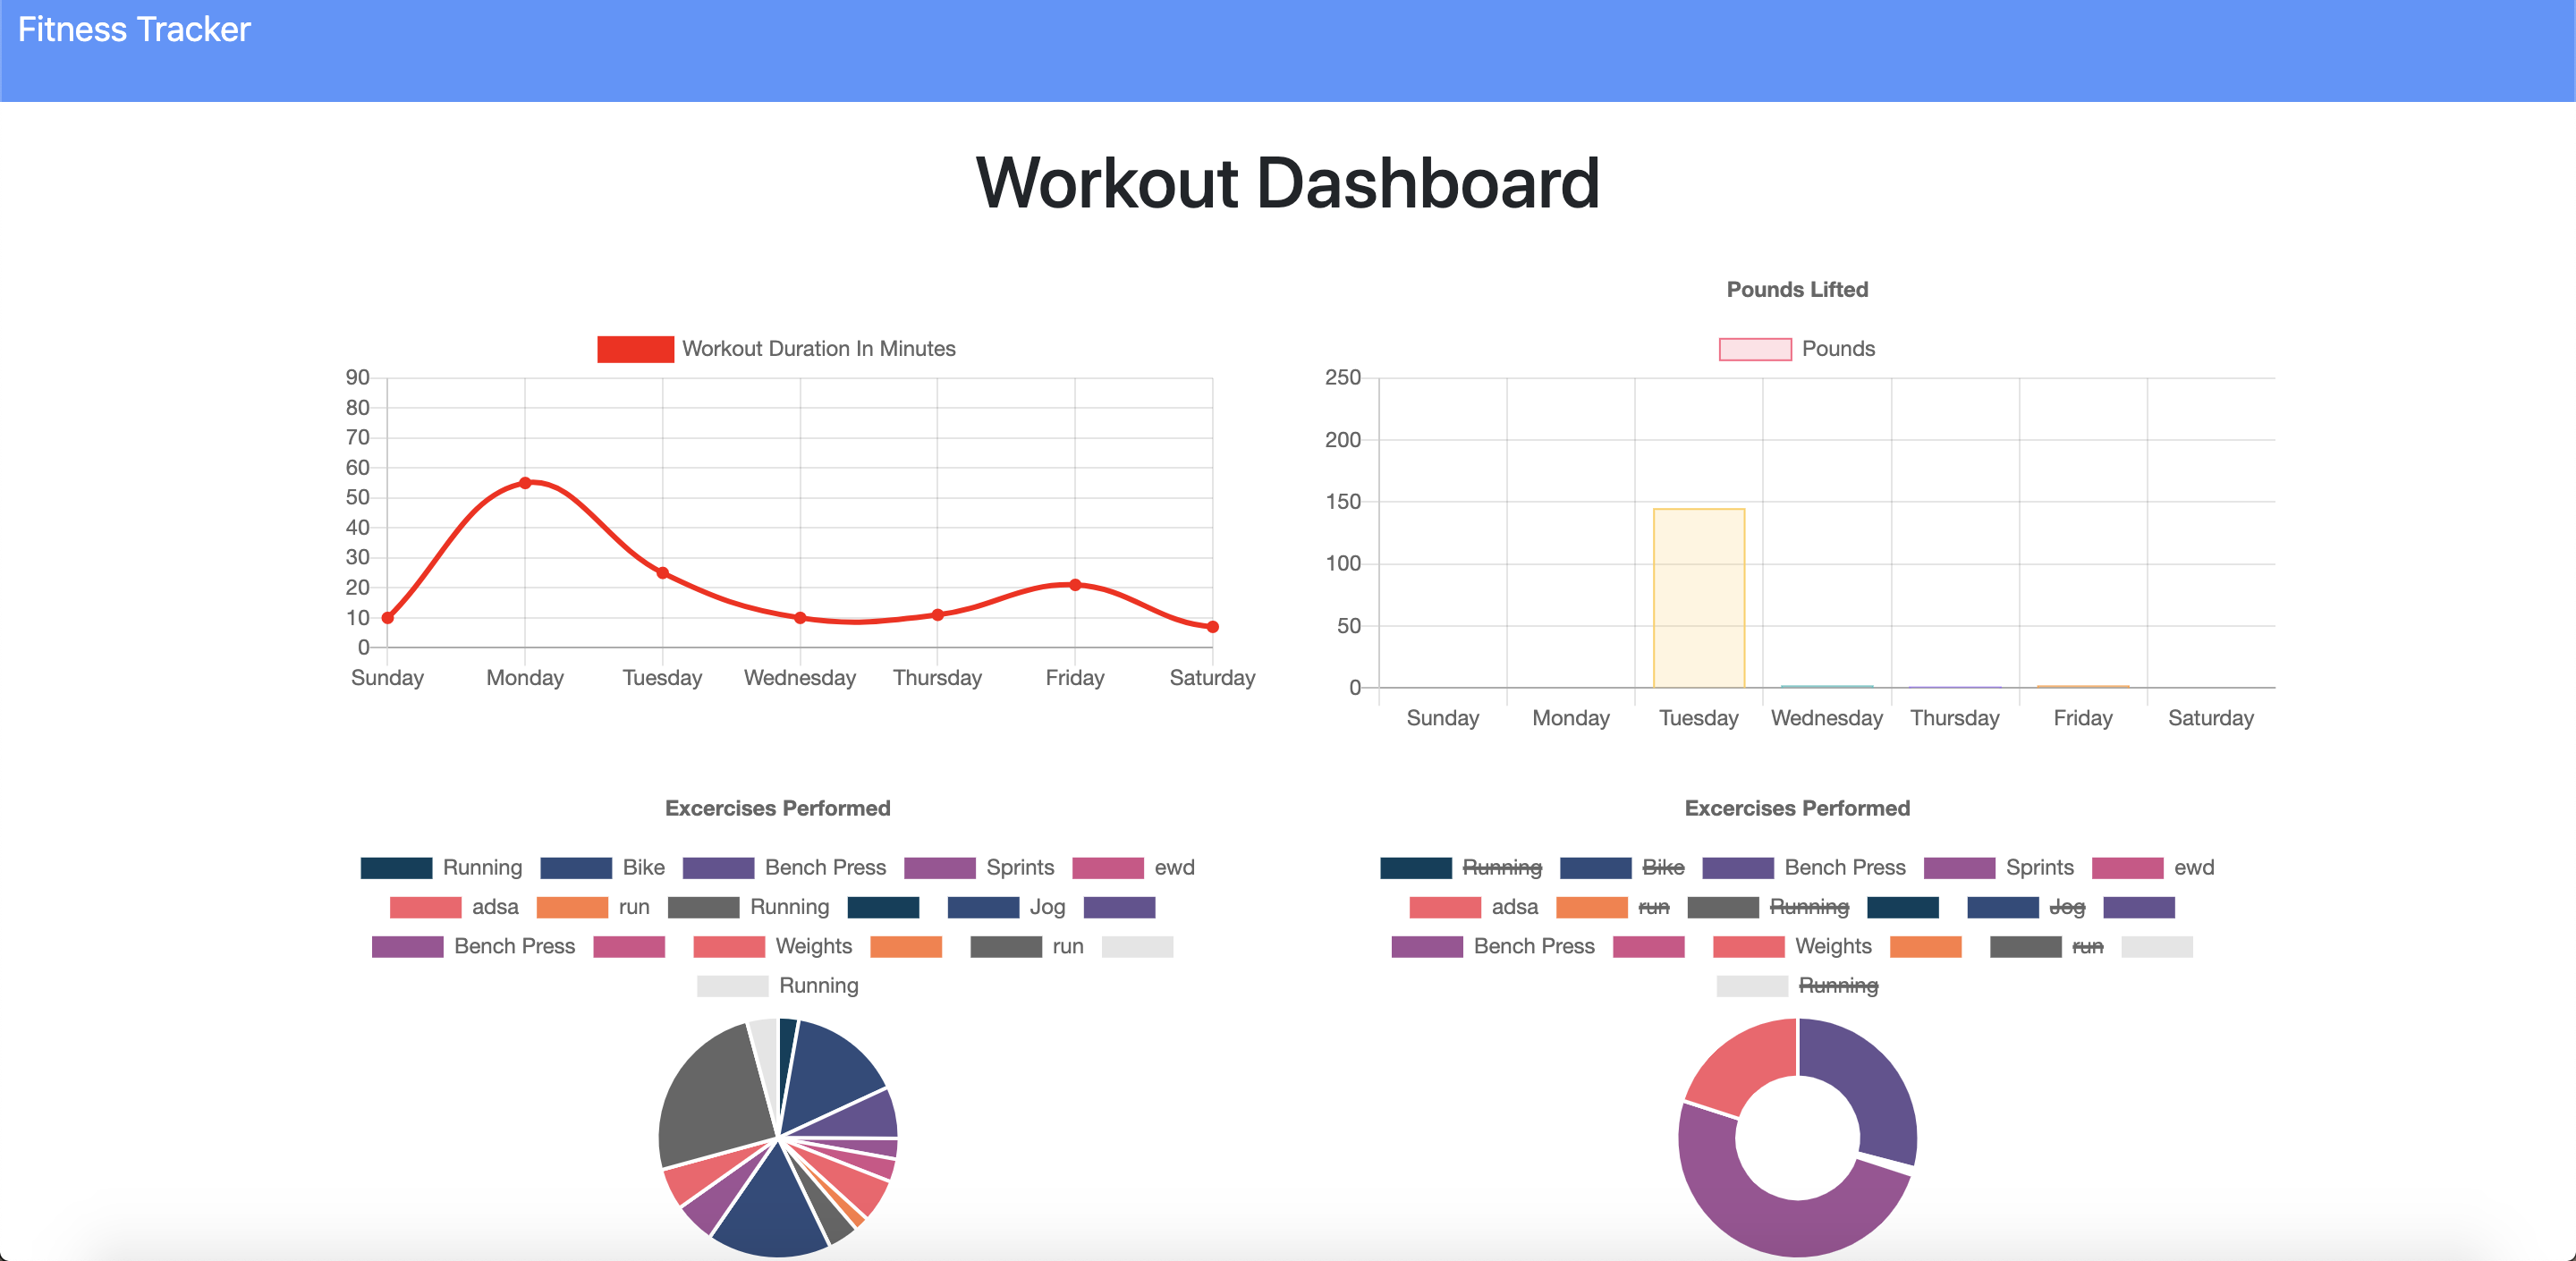 Fitness Tracker
Workout Dashboard
Workout Duration In Minutes
90
80
70
60
50
40
30
20
10
0
Sunday Monday Tuesday Wednesday Thursday Friday Saturday
Pounds Lifted
Pounds
250
200
150
100
50
0
Sunday Monday Tuesday Wednesday Thursday Friday Saturday
Excercises Performed
Running Bike Bench Press Sprints ewd
adsa run Running Jog
Bench Press Weights run
Running
Excercises Performed
Running Bike Bench Press Sprints ewd
adsa run Running Jog
Bench Press Weights run
Running